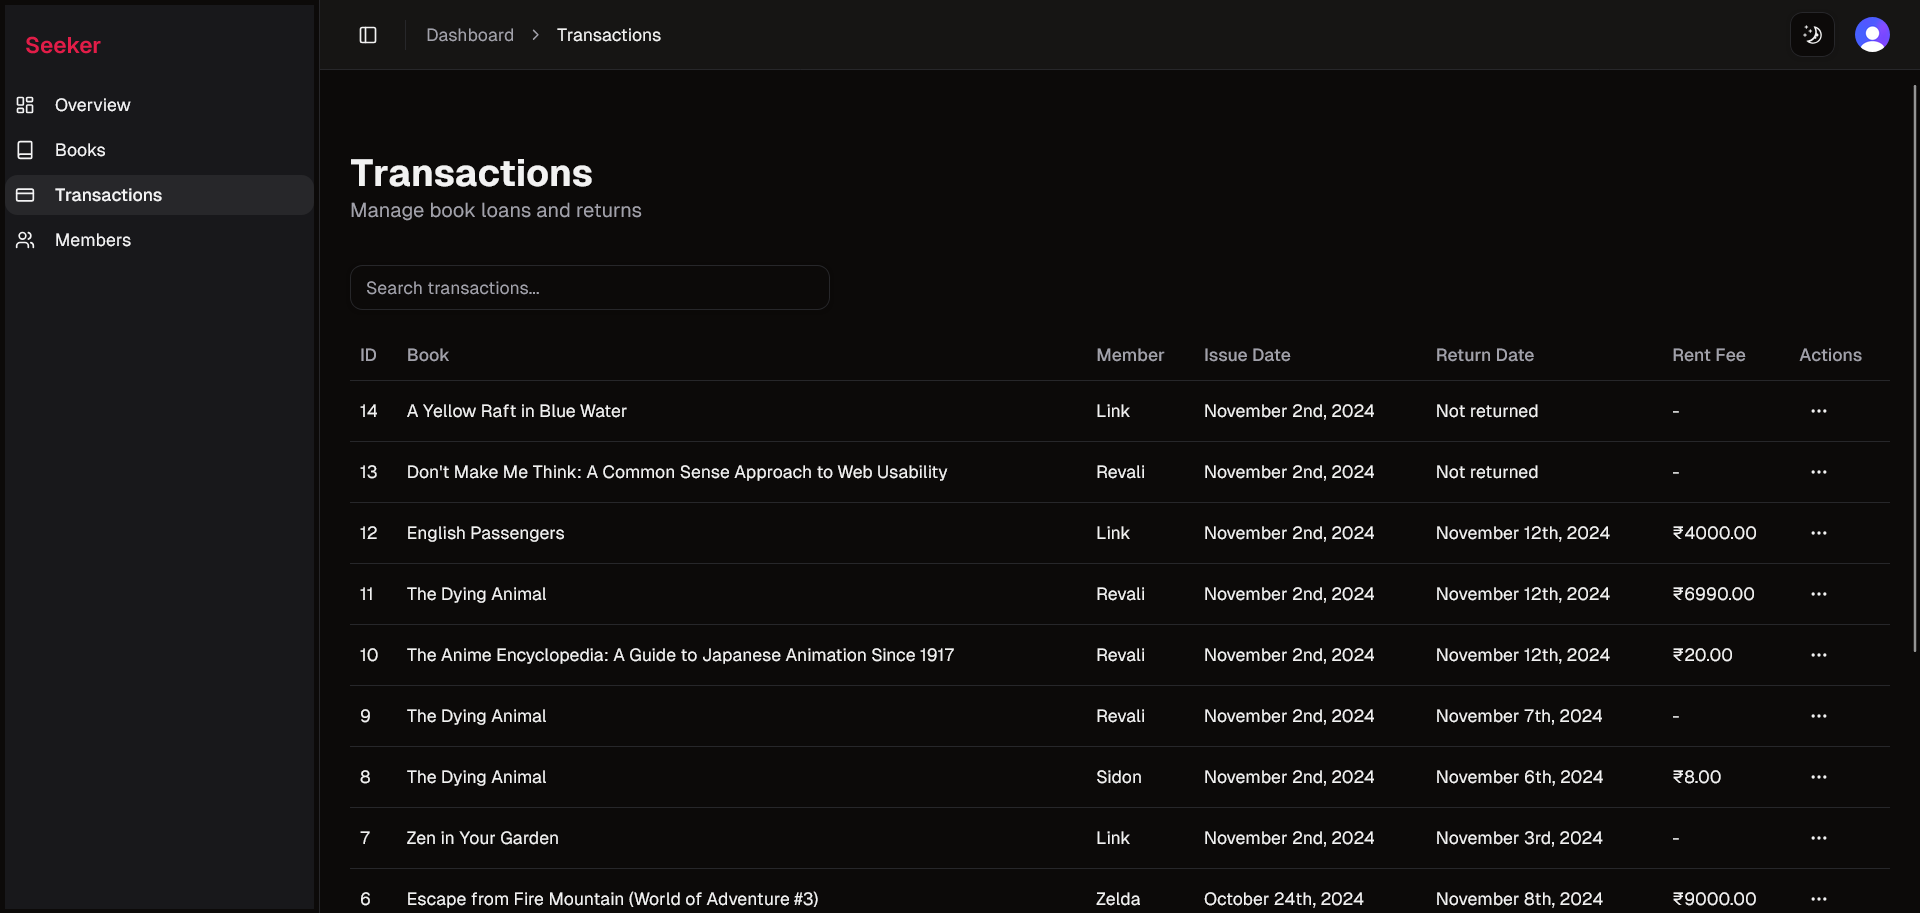 Seeker
Overview
Books
Transactions
Members
Dashboard > Transactions
Transactions
Manage book loans and returns
Search transactions...
ID Book Member Issue Date Return Date Rent Fee Actions
14 A Yellow Raft in Blue Water Link November 2nd, 2024 Not returned - ...
13 Don't Make Me Think: A Common Sense Approach to Web Usability Revali November 2nd, 2024 Not returned - ...
12 English Passengers Link November 2nd, 2024 November 12th, 2024 ₹4000.00 ...
11 The Dying Animal Revali November 2nd, 2024 November 12th, 2024 ₹6990.00 ...
10 The Anime Encyclopedia: A Guide to Japanese Animation Since 1917 Revali November 2nd, 2024 November 12th, 2024 ₹20.00 ...
9 The Dying Animal Revali November 2nd, 2024 November 7th, 2024 - ...
8 The Dying Animal Sidon November 2nd, 2024 November 6th, 2024 ₹8.00 ...
7 Zen in Your Garden Link November 2nd, 2024 November 3rd, 2024 - ...
6 Escape from Fire Mountain (World of Adventure #3) Zelda October 24th, 2024 November 8th, 2024 ₹9000.00 ...